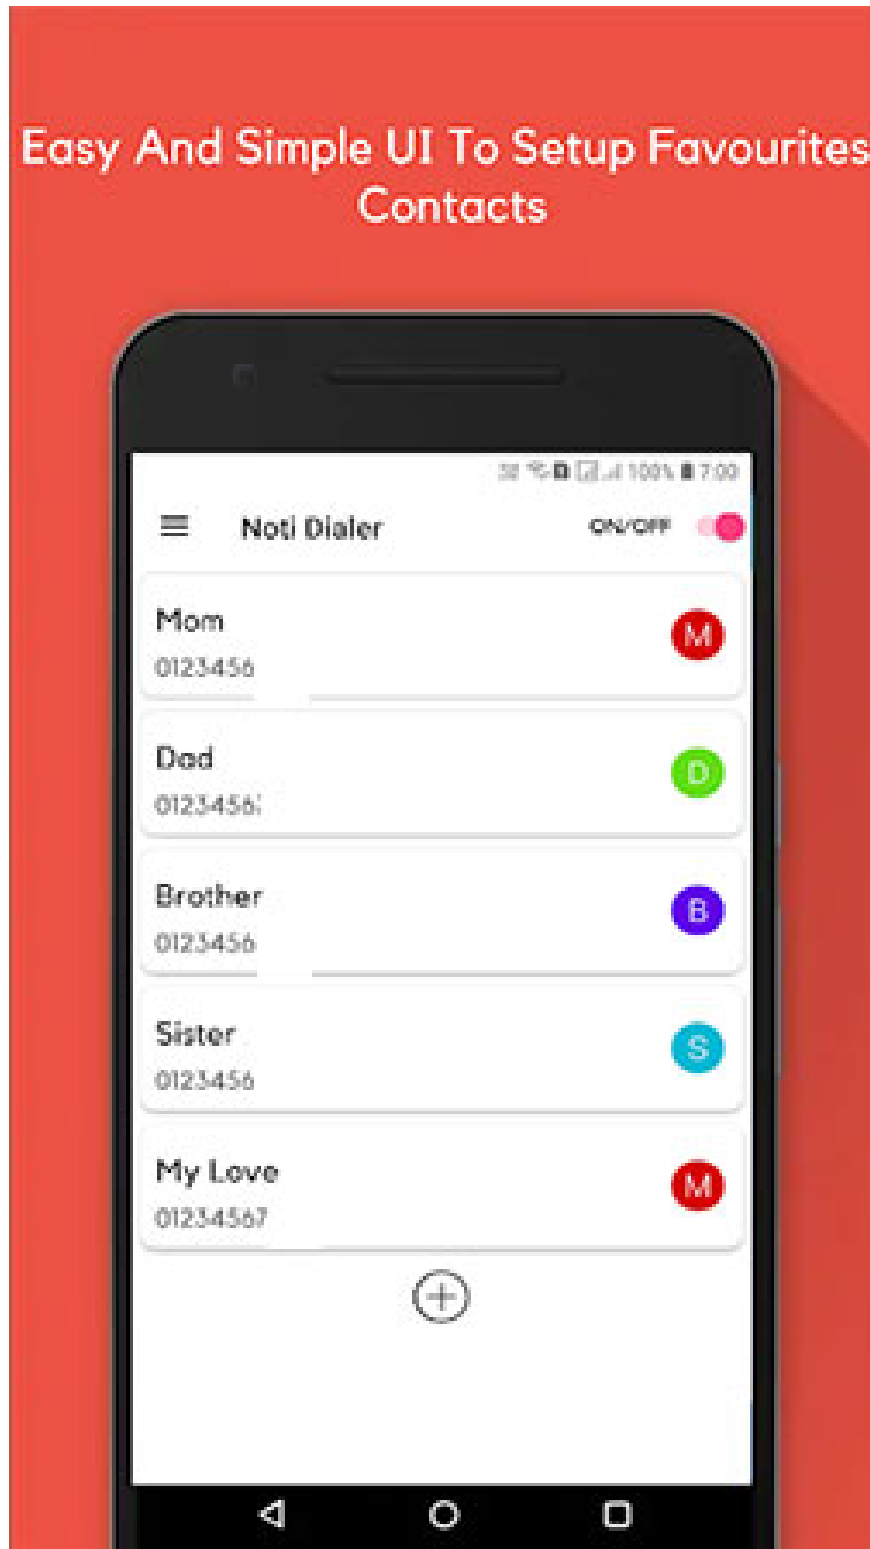 Easy And Simple UI To Setup Favourites
Contacts
100% 7:00
Noti Dialer ON/OFF
Mom
M
0123456
Dad
D
0123456
Brother
B
0123456
Sister
S
0123456
My Love
M
01234567